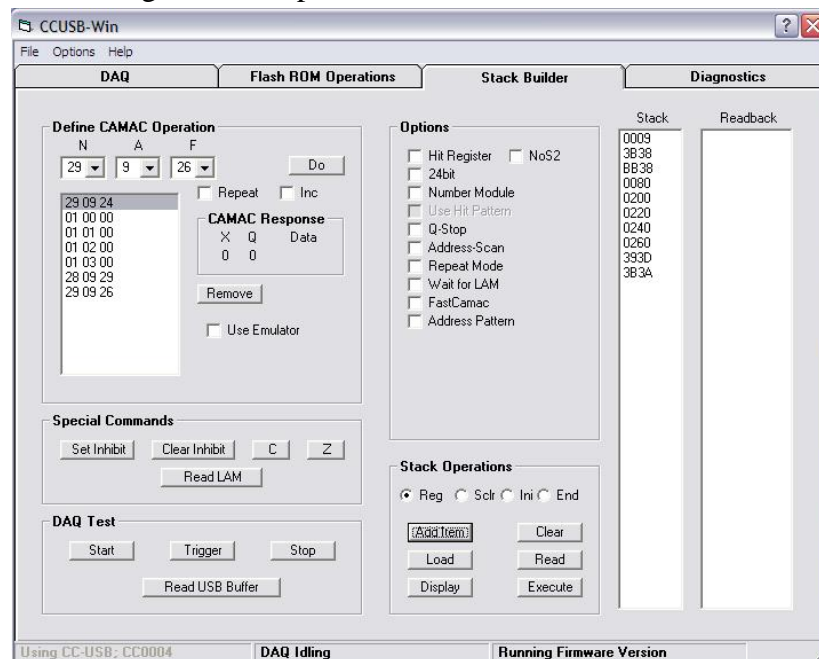 CCUSB-Win
File Options Help
DAQ Flash ROM Operations Stack Builder Diagnostics
Define CAMAC Operation
N A F
29 9 26 Do
Repeat Inc
29 09 24
01 00 00
01 01 00
01 02 00
01 03 00
28 09 29
29 09 26
CAMAC Response
X Q Data
0 0
Remove
Use Emulator
Special Commands
Set Inhibit Clear Inhibit C Z
Read LAM
DAQ Test
Start Trigger Stop
Read USB Buffer
Options
Hit Register NoS2
24bit
Number Module
Use Hit Pattern
Q-Stop
Address-Scan
Repeat Mode
Wait for LAM
FastCamac
Address Pattern
Stack Operations
Reg Sclr Ini End
Add Item Clear
Load Read
Display Execute
Stack Readback
0009
3B38
BB38
0080
0200
0220
0240
0260
393D
3B3A
Using CC-USB; CC0004 DAQ Idling Running Firmware Version